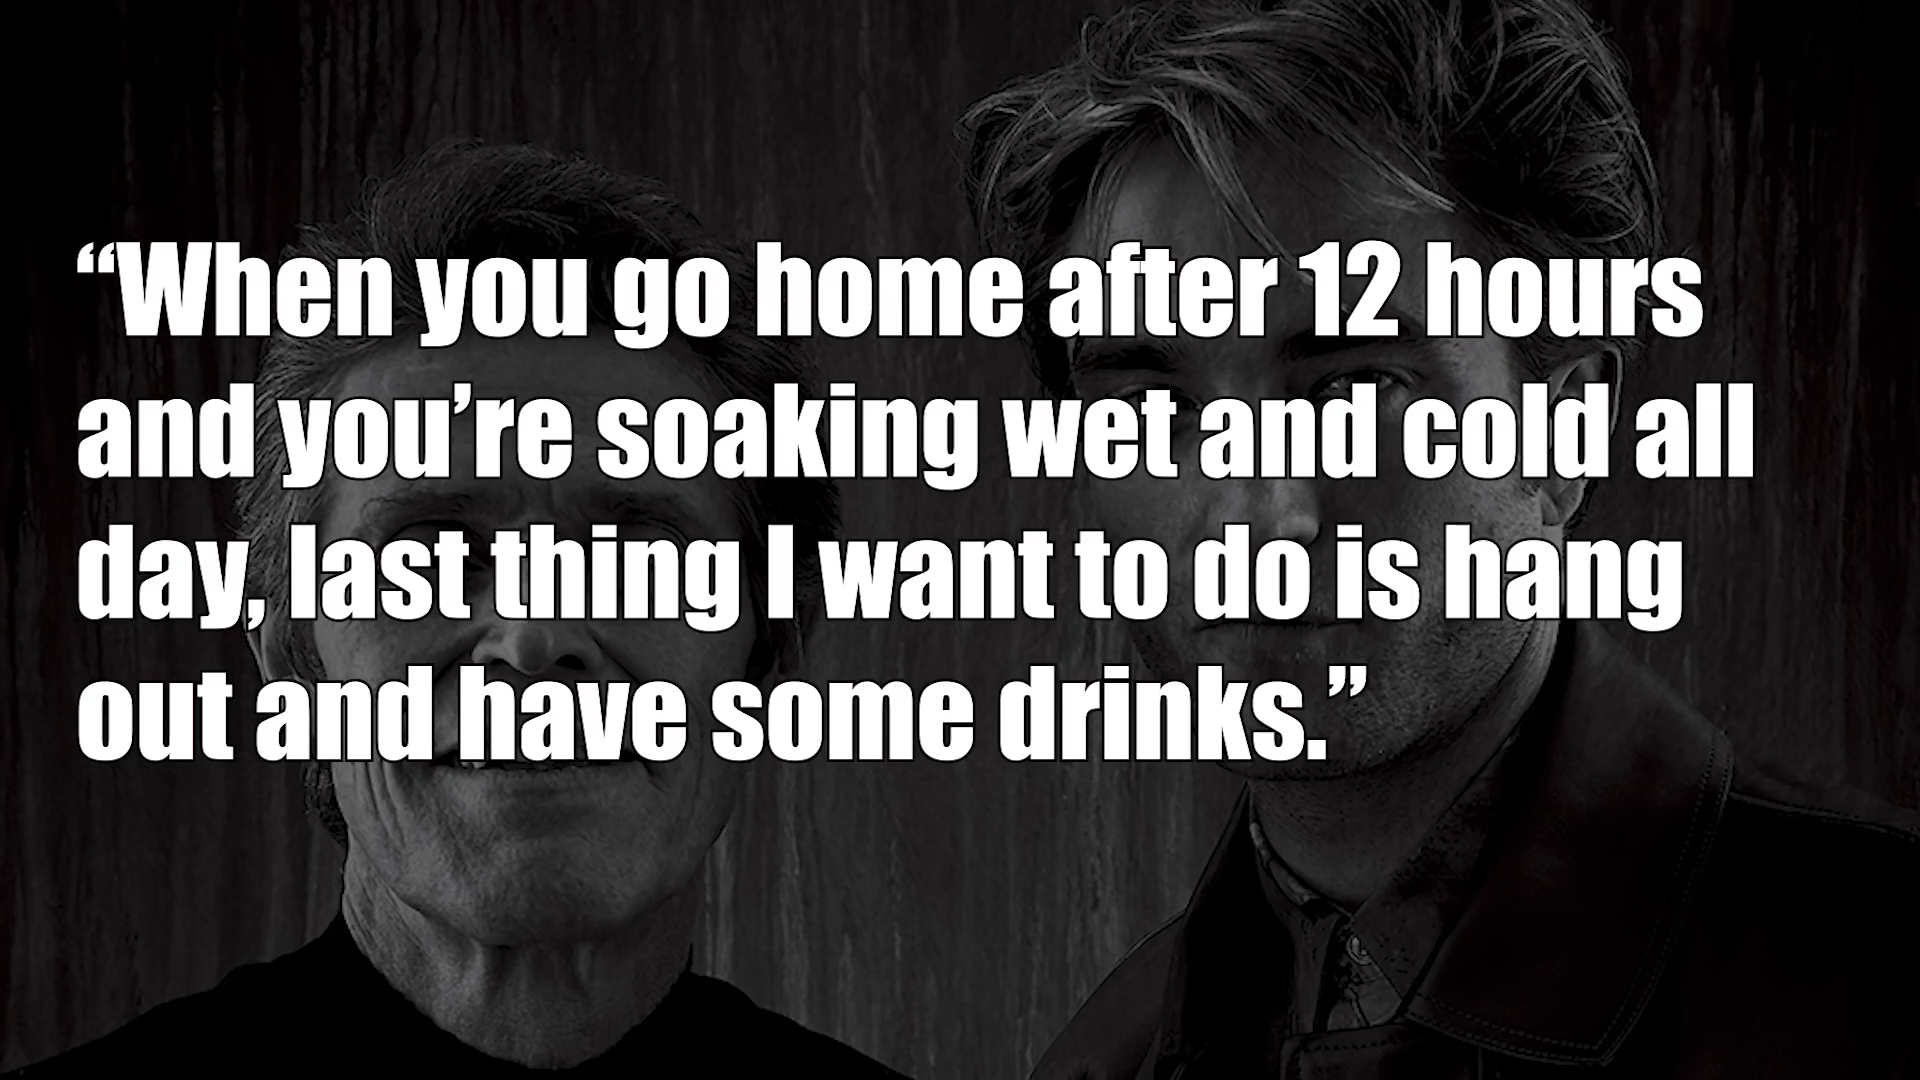 “When you go home after 12 hours
and you’re soaking wet and cold all
day, last thing I want to do is hang
out and have some drinks.”